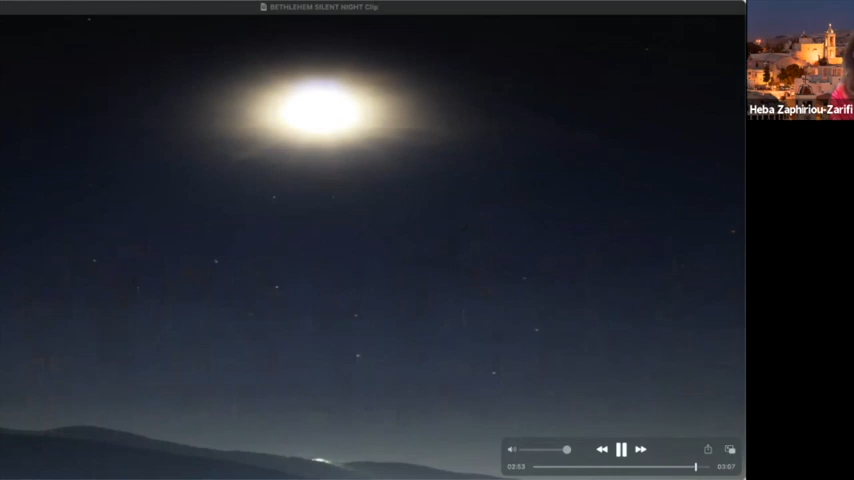 BETHLEHEM SILENT NIGHT Clip
Heba Zaphiriou-Zarifi
02:53
03:07